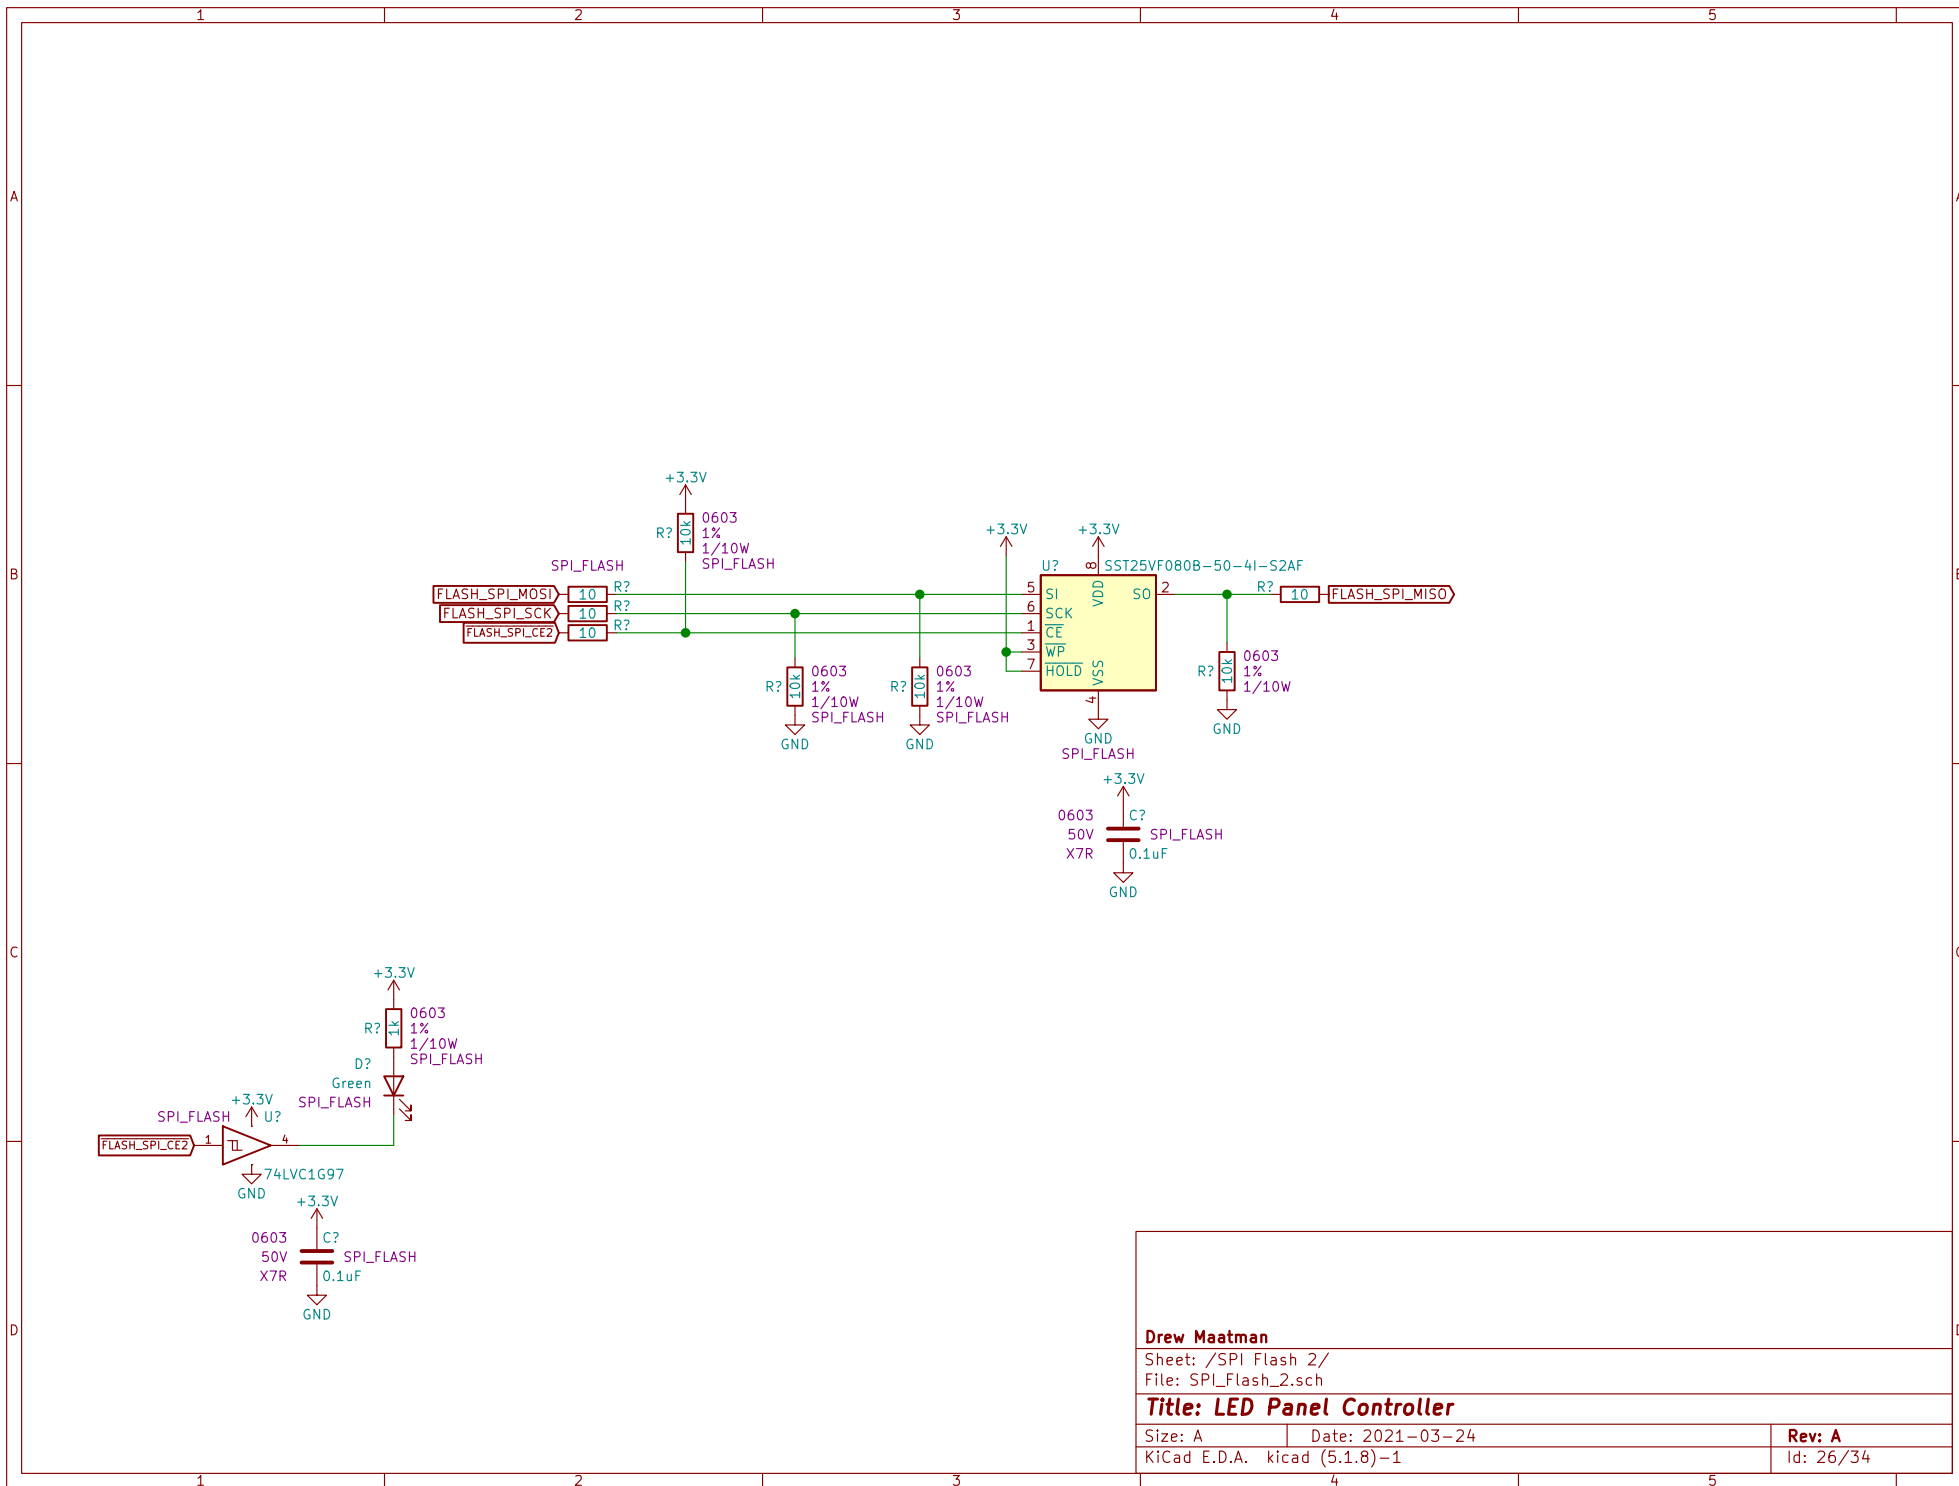 1 2 3 4 5
A
+3.3V
R? 10k 0603
1%
1/10W
SPI_FLASH
+3.3V +3.3V
B
SPI_FLASH
U? SST25VF080B-50-4I-S2AF
FLASH_SPI_MOSI 10 R?
FLASH_SPI_SCK 10 R?
FLASH_SPI_CE2 10 R?
5 SI
6 SCK
1 CE
3 WP
7 HOLD
8 VDD
VSS 4
SO 2
R? 10 FLASH_SPI_MISO
R? 10k 0603
1%
1/10W
SPI_FLASH
GND
R? 10k 0603
1%
1/10W
SPI_FLASH
GND
GND
SPI_FLASH
R? 10k 0603
1%
1/10W
GND
+3.3V
0603 C?
50V SPI_FLASH
X7R 0.1uF
GND
C
+3.3V
R? 1k 0603
1%
1/10W
SPI_FLASH
D?
Green
SPI_FLASH
+3.3V
SPI_FLASH U?
FLASH_SPI_CE2 1 4
74LVC1G97
GND
+3.3V
0603 C?
50V SPI_FLASH
X7R 0.1uF
GND
D
Drew Maatman
Sheet: /SPI Flash 2/
File: SPI_Flash_2.sch
Title: LED Panel Controller
Size: A Date: 2021-03-24 Rev: A
KiCad E.D.A. kicad (5.1.8)-1 Id: 26/34
1 2 3 4 5